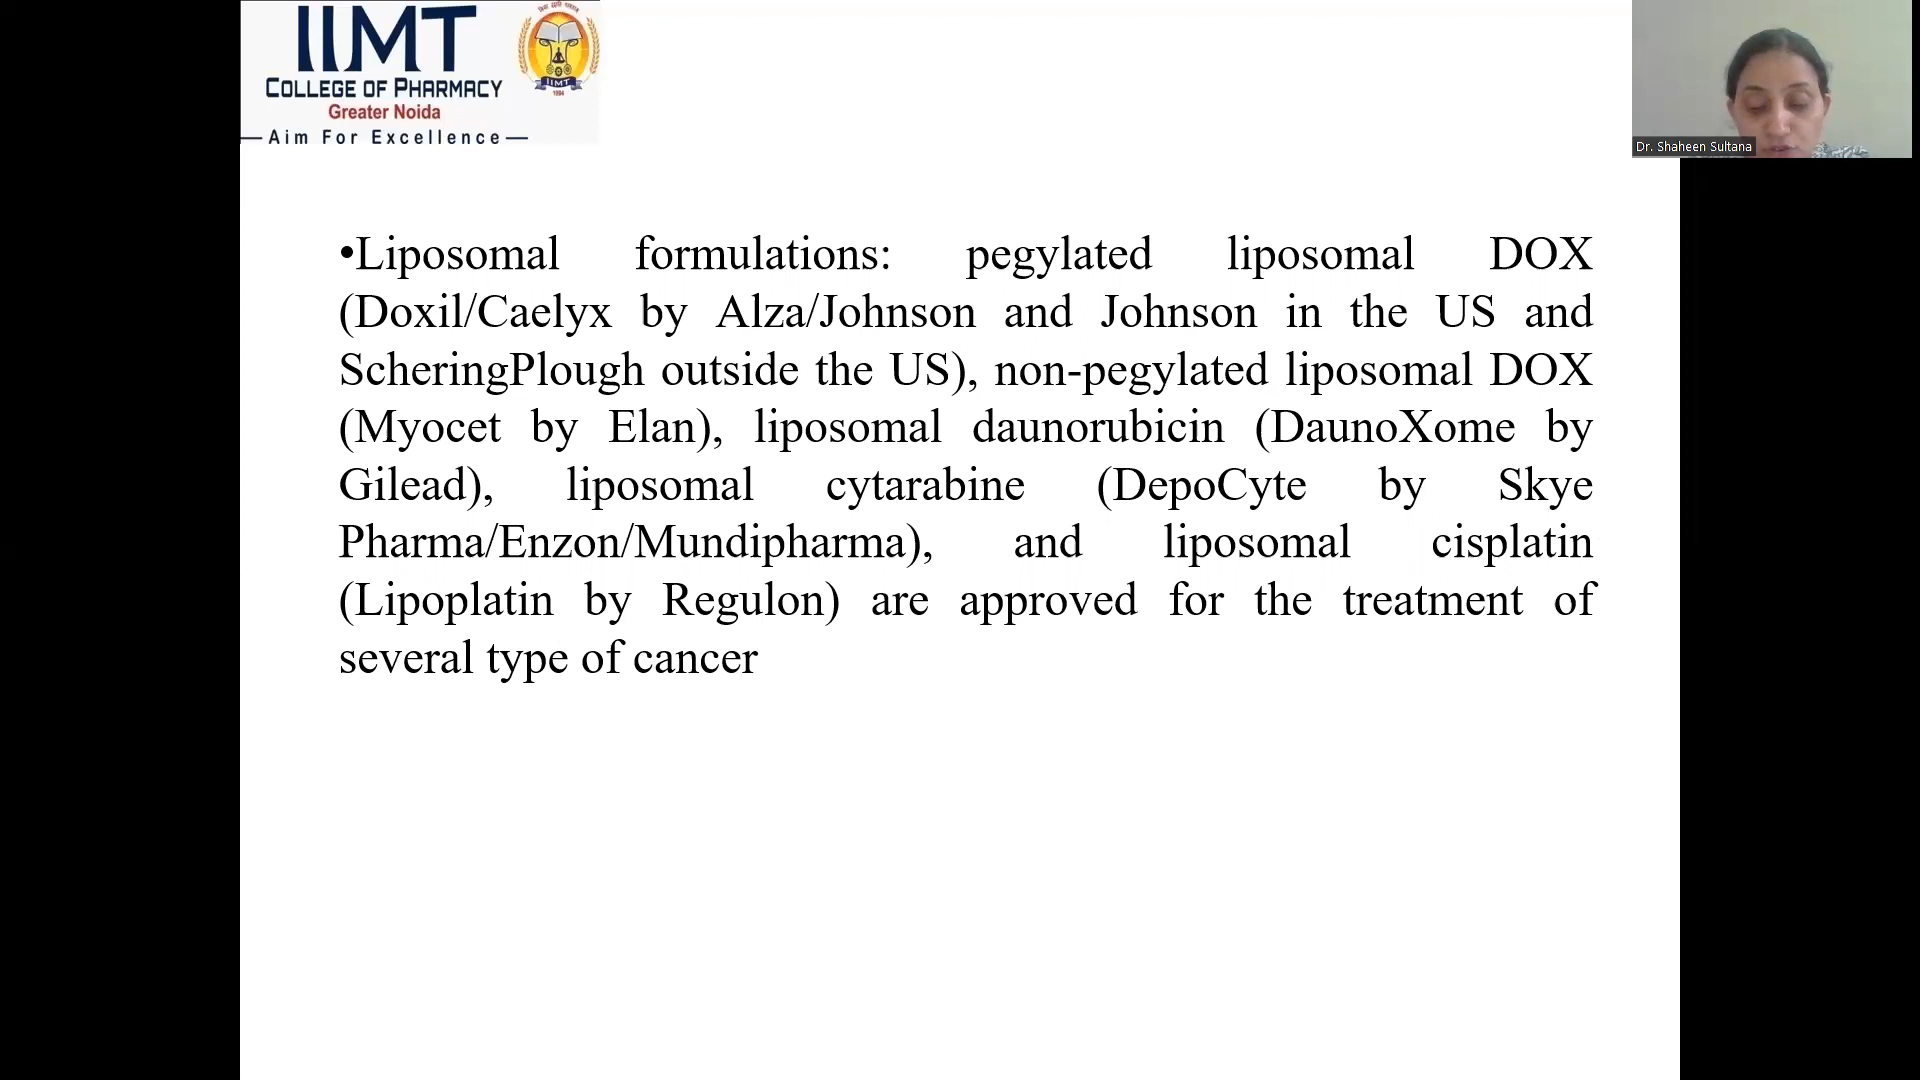 IIMT
COLLEGE OF PHARMACY
Greater Noida
Aim For Excellence
IIMT
1994
Dr. Shaheen Sultana
•Liposomal formulations: pegylated liposomal DOX
(Doxil/Caelyx by Alza/Johnson and Johnson in the US and
ScheringPlough outside the US), non-pegylated liposomal DOX
(Myocet by Elan), liposomal daunorubicin (DaunoXome by
Gilead), liposomal cytarabine (DepoCyte by Skye
Pharma/Enzon/Mundipharma), and liposomal cisplatin
(Lipoplatin by Regulon) are approved for the treatment of
several type of cancer